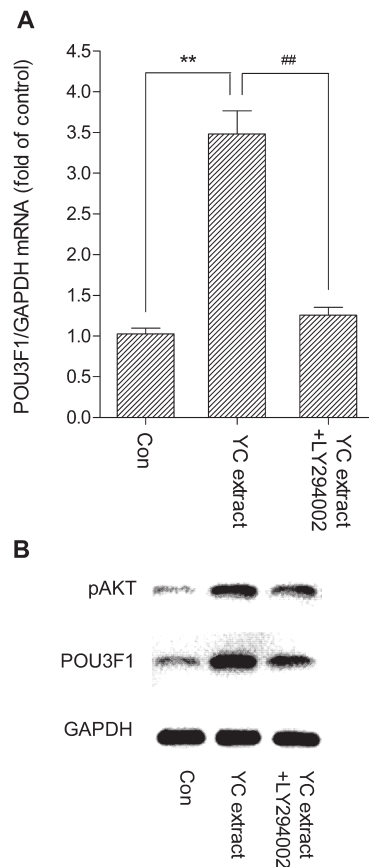 A
POU3F1/GAPDH mRNA (fold of control)
4.5
4.0
3.5
3.0
2.5
2.0
1.5
1.0
0.5
0.0
**
##
Con
YC extract
YC extract
+LY294002
B
pAKT
POU3F1
GAPDH
Con
YC extract
YC extract
+LY294002